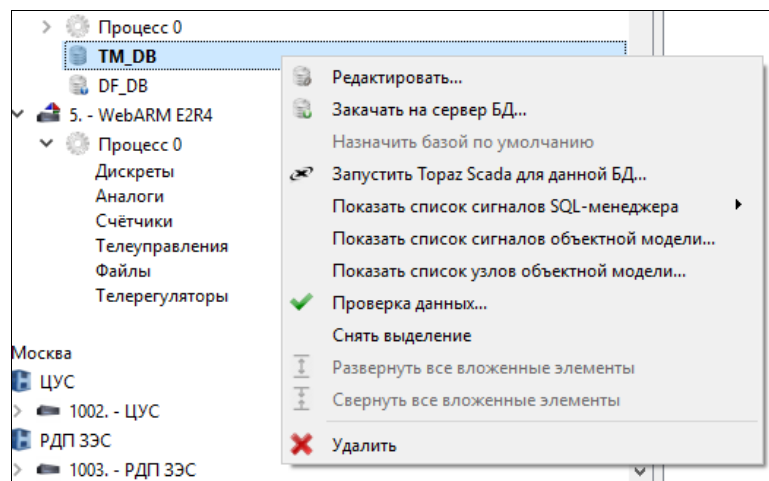 Процесс 0
TM_DB
DF_DB
5. - WebARM E2R4
Процесс 0
Дискреты
Аналоги
Счётчики
Телеуправления
Файлы
Телерегуляторы
Москва
ЦУС
1002. - ЦУС
РДП ЗЭС
1003. - РДП ЗЭС
Редактировать...
Закачать на сервер БД...
Назначить базой по умолчанию
Запустить Topaz Scada для данной БД...
Показать список сигналов SQL-менеджера
Показать список сигналов объектной модели...
Показать список узлов объектной модели...
Проверка данных...
Снять выделение
Развернуть все вложенные элементы
Свернуть все вложенные элементы
Удалить